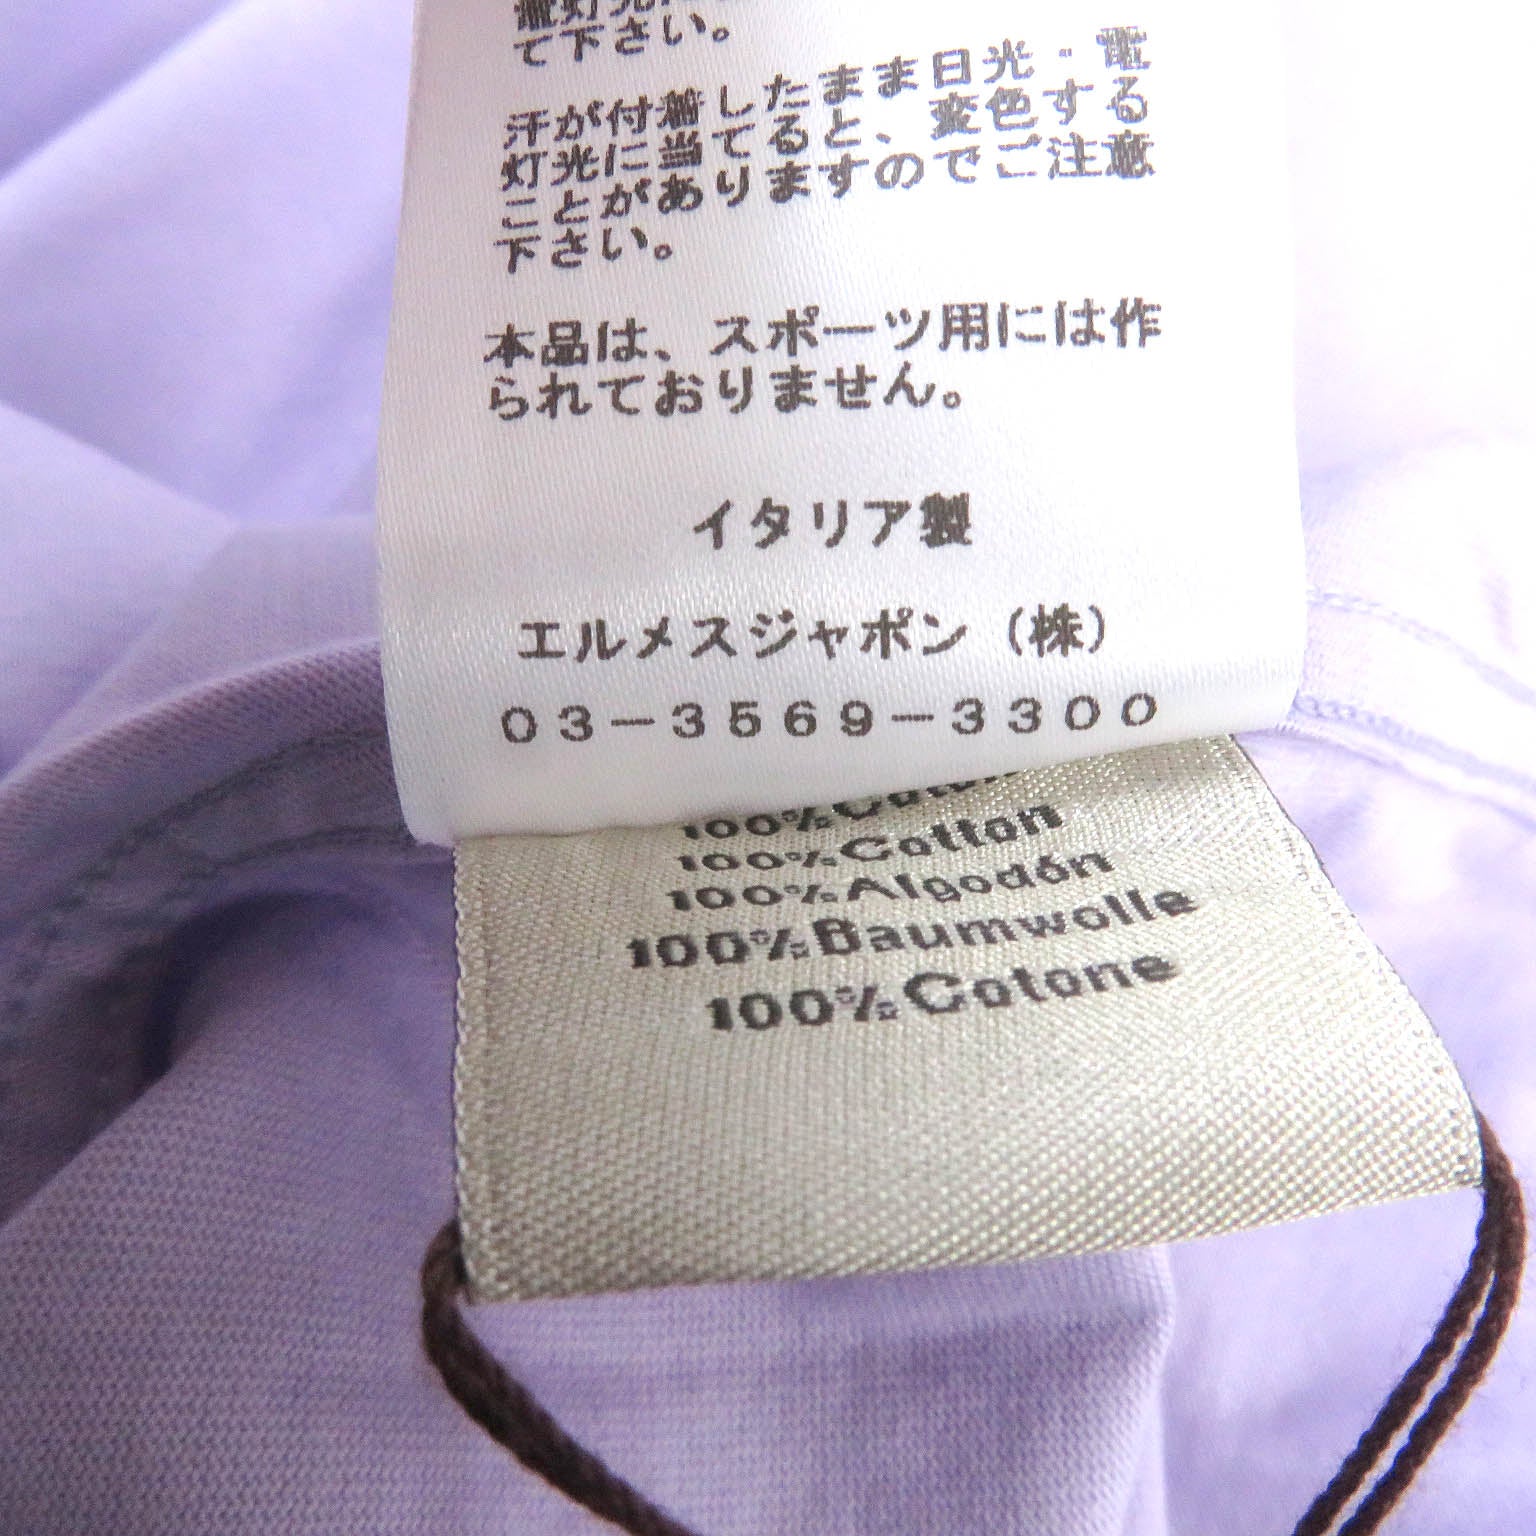 て下さい。
汗が付着したまま日光・電
灯光に当てると、変色する
ことがありますのでご注意
下さい。
本品は、スポーツ用には作
られておりません。
イタリア製
エルメスジャポン（株）
03-3569-3300
100%Coton
100%Cotton
100%Algodón
100%Baumwolle
100%Cotone